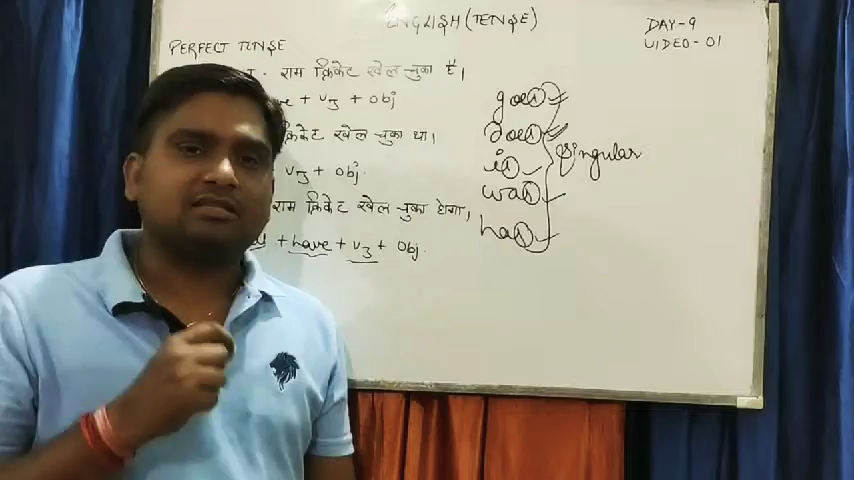 ENGLISH (TENSE)
DAY-9
VIDEO-01
PERFECT TENSE
राम क्रिकेट खेल चुका है।
+ V3 + obj
क्रिकेट खेल चुका था।
V3 + obj.
राम क्रिकेट खेल चुका होगा।
+ have + V3 + obj.
goes
does
is
was
has
Singular